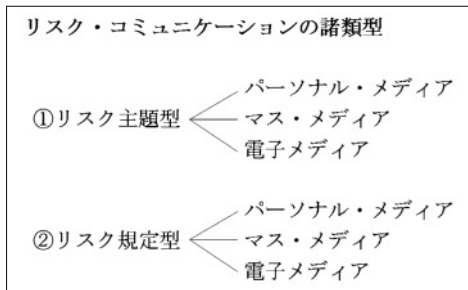 リスク・コミュニケーションの諸類型
パーソナル・メディア
①リスク主題型
マス・メディア
電子メディア
パーソナル・メディア
②リスク規定型
マス・メディア
電子メディア